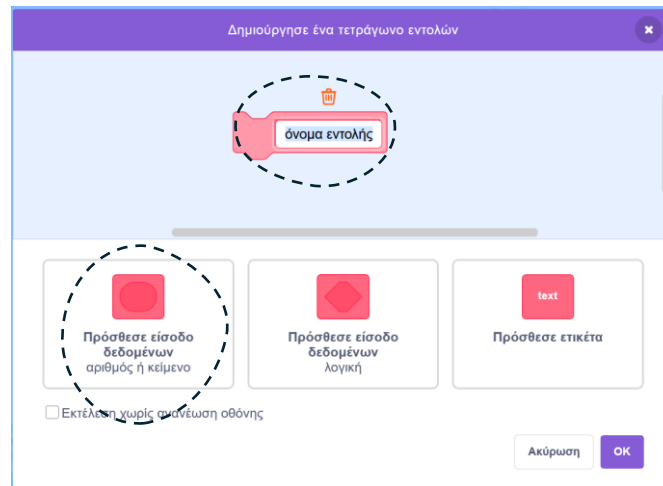 Δημιούργησε ένα τετράγωνο εντολών
όνομα εντολής
Πρόσθεσε είσοδο
δεδομένων
αριθμός ή κείμενο
Πρόσθεσε είσοδο
δεδομένων
λογική
text
Πρόσθεσε ετικέτα
Εκτέλεση χωρίς ανανέωση οθόνης
Ακύρωση
OK